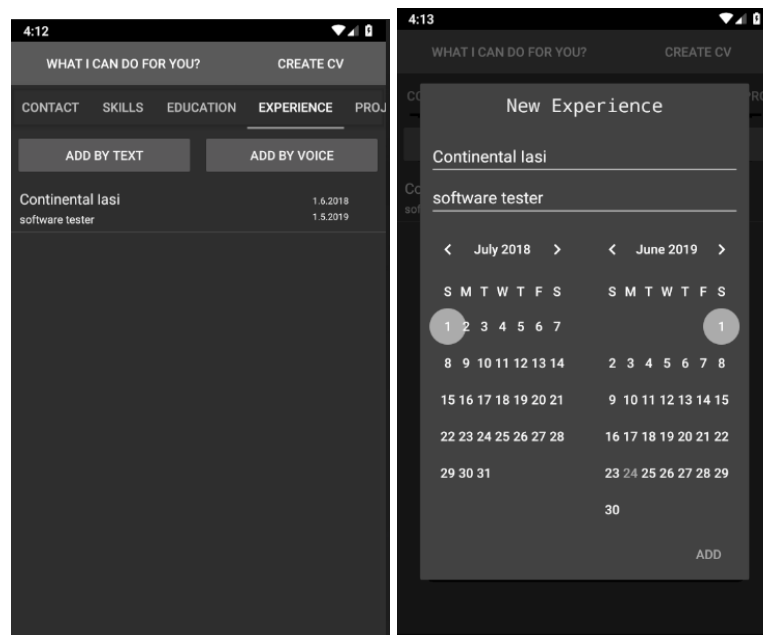 4:12
WHAT I CAN DO FOR YOU? CREATE CV
CONTACT SKILLS EDUCATION EXPERIENCE PROJ
ADD BY TEXT ADD BY VOICE
Continental Iasi 1.6.2018
software tester 1.5.2019
4:13
WHAT I CAN DO FOR YOU? CREATE CV
CO RO
New Experience
Continental Iasi
Co
software tester
sof
July 2018
S M T W T F S
1 2 3 4 5 6 7
8 9 10 11 12 13 14
15 16 17 18 19 20 21
22 23 24 25 26 27 28
29 30 31
June 2019
S M T W T F S
1
2 3 4 5 6 7 8
9 10 11 12 13 14 15
16 17 18 19 20 21 22
23 24 25 26 27 28 29
30
ADD